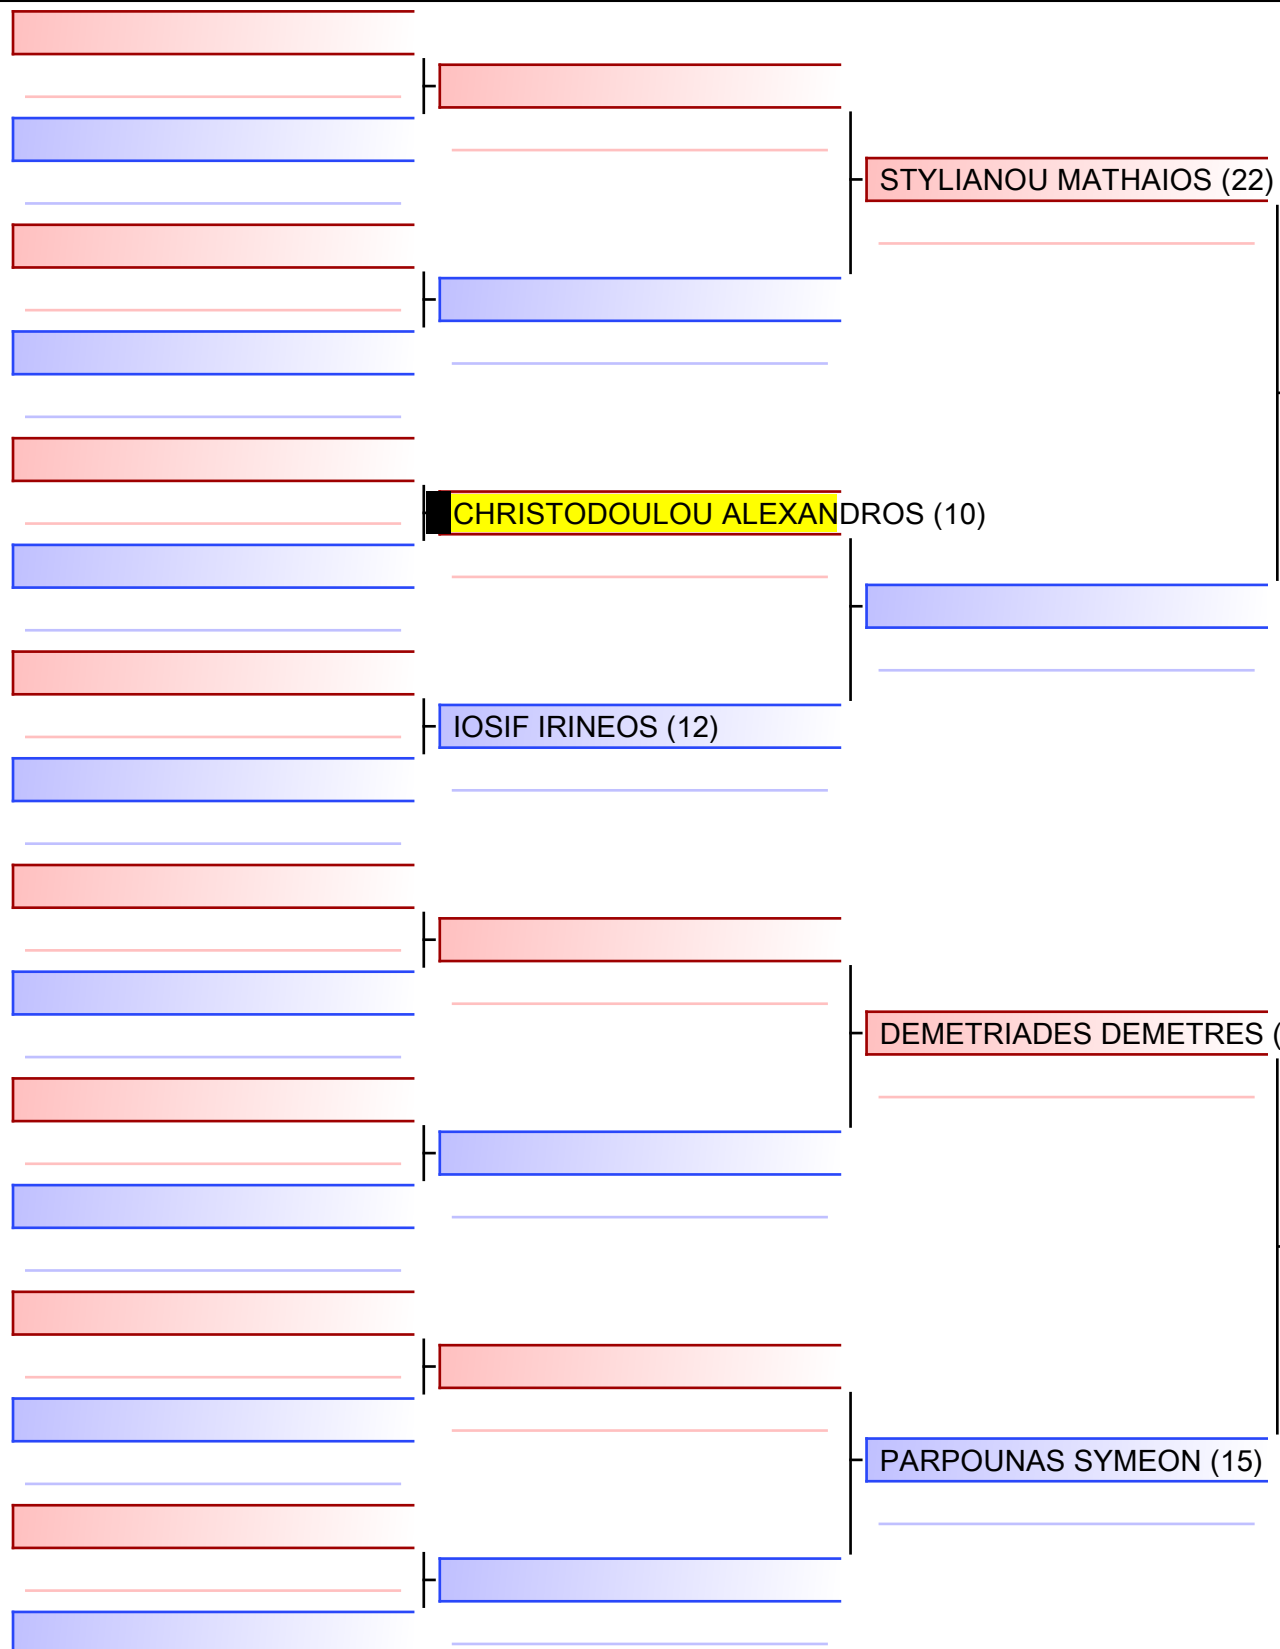 STYLIANOU MATHAIOS (22)
CHRISTODOULOU ALEXANDROS (10)
IOSIF IRINEOS (12)
DEMETRIADES DEMETRES (
PARPOUNAS SYMEON (15)